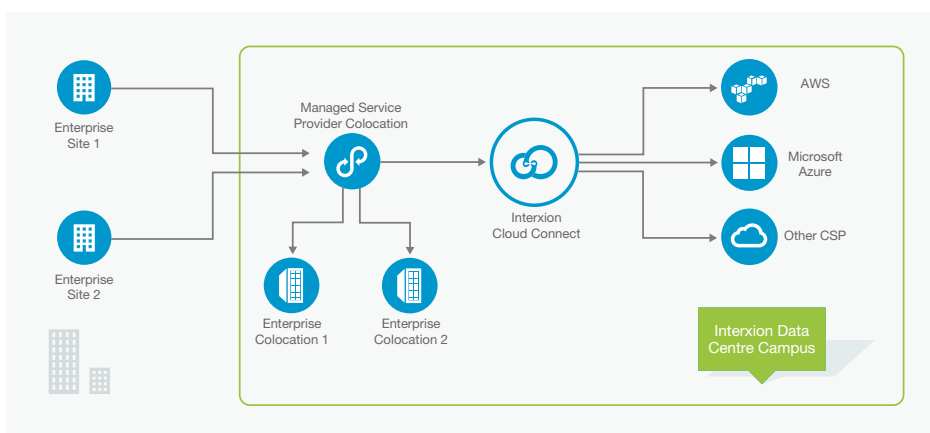 Enterprise
Site 1
Enterprise
Site 2
Managed Service
Provider Colocation
Enterprise
Colocation 1
Enterprise
Colocation 2
Interxion
Cloud Connect
AWS
Microsoft
Azure
Other CSP
Interxion Data
Centre Campus